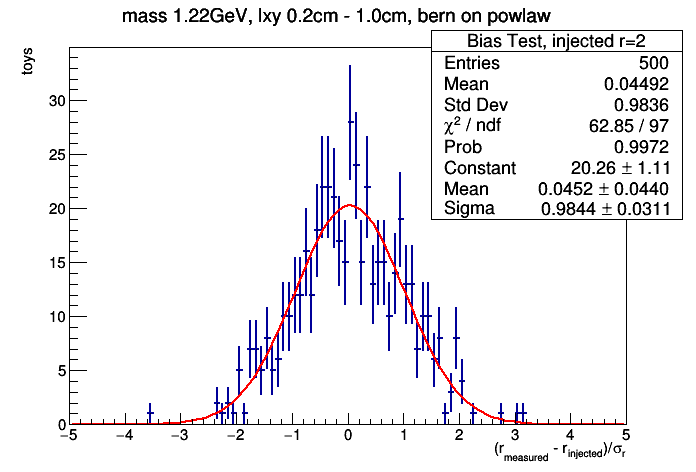 mass 1.22GeV, lxy 0.2cm - 1.0cm, bern on powlaw
Bias Test, injected r=2
Entries 500
Mean 0.04492
Std Dev 0.9836
χ² / ndf 62.85 / 97
Prob 0.9972
Constant 20.26 ± 1.11
Mean 0.0452 ± 0.0440
Sigma 0.9844 ± 0.0311
toys
30
25
20
15
10
5
0
−5 −4 −3 −2 −1 0 1 2 3 4 5
(r_measured - r_injected)/σ_r